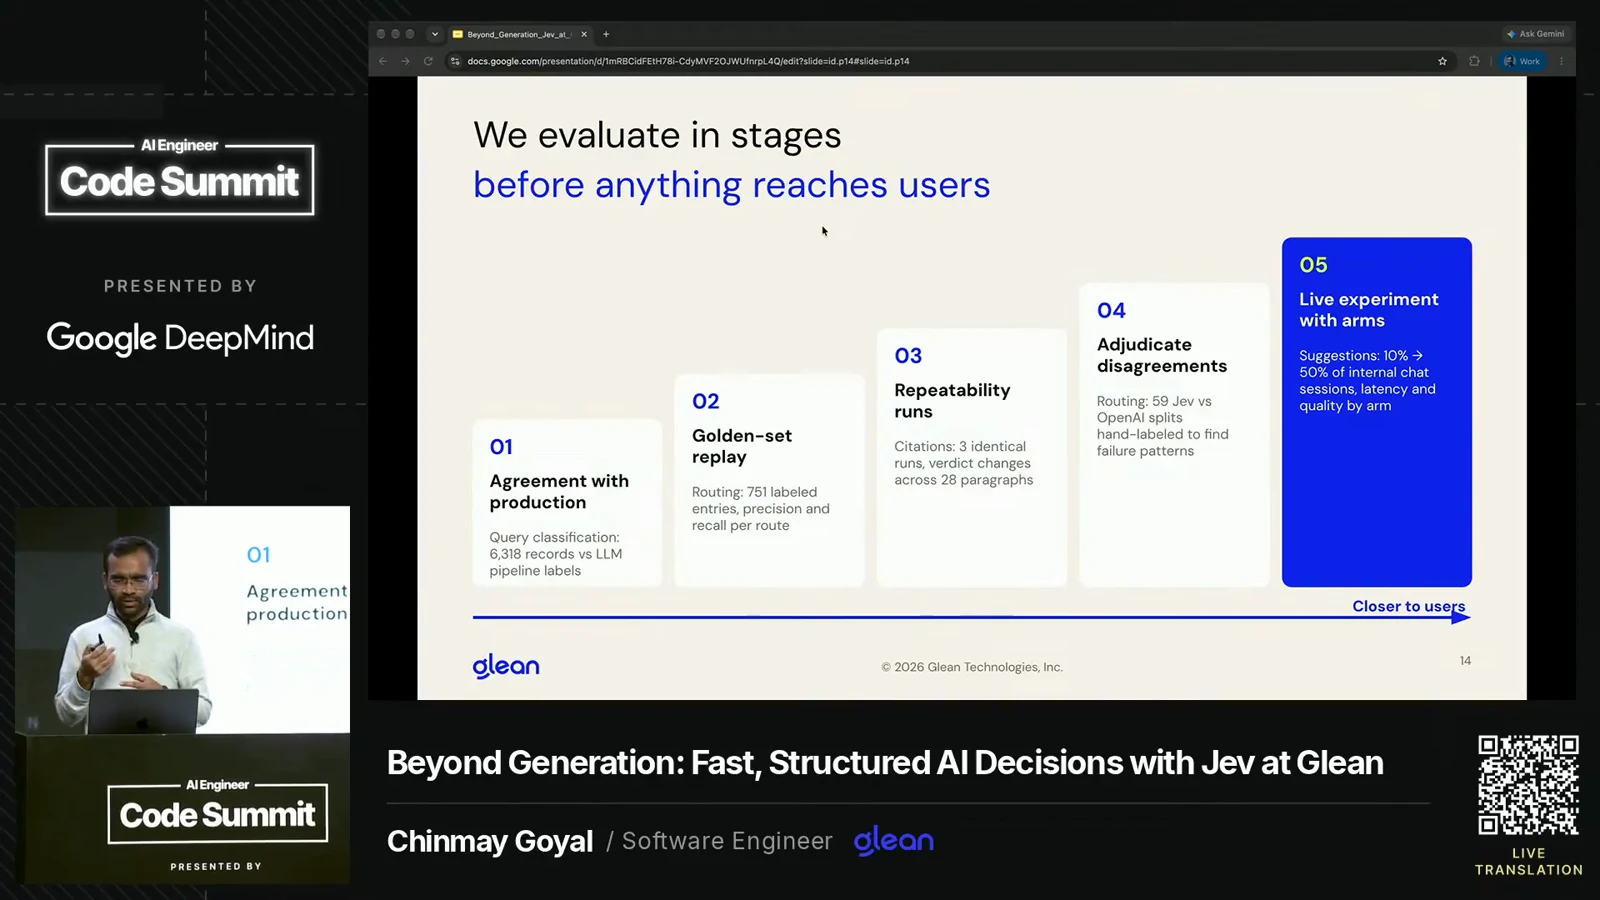 Beyond_Generation_Jev_at_
Ask Gemini
docs.google.com/presentation/d/1mRBCidFEtH78i-CdyMVF2OJWUfnrpL4Q/edit?slide=id.p14#slide=id.p14
Work
AI Engineer
Code Summit
PRESENTED BY
Google DeepMind
We evaluate in stages
before anything reaches users
01
Agreement with
production
Query classification:
6,318 records vs LLM
pipeline labels
02
Golden-set
replay
Routing: 751 labeled
entries, precision and
recall per route
03
Repeatability
runs
Citations: 3 identical
runs, verdict changes
across 28 paragraphs
04
Adjudicate
disagreements
Routing: 59 Jev vs
OpenAI splits
hand-labeled to find
failure patterns
05
Live experiment
with arms
Suggestions: 10% →
50% of internal chat
sessions, latency and
quality by arm
Closer to users
glean
© 2026 Glean Technologies, Inc.
14
01
Agreement
production
AI Engineer
Code Summit
PRESENTED BY
Beyond Generation: Fast, Structured AI Decisions with Jev at Glean
Chinmay Goyal / Software Engineer glean
LIVE
TRANSLATION